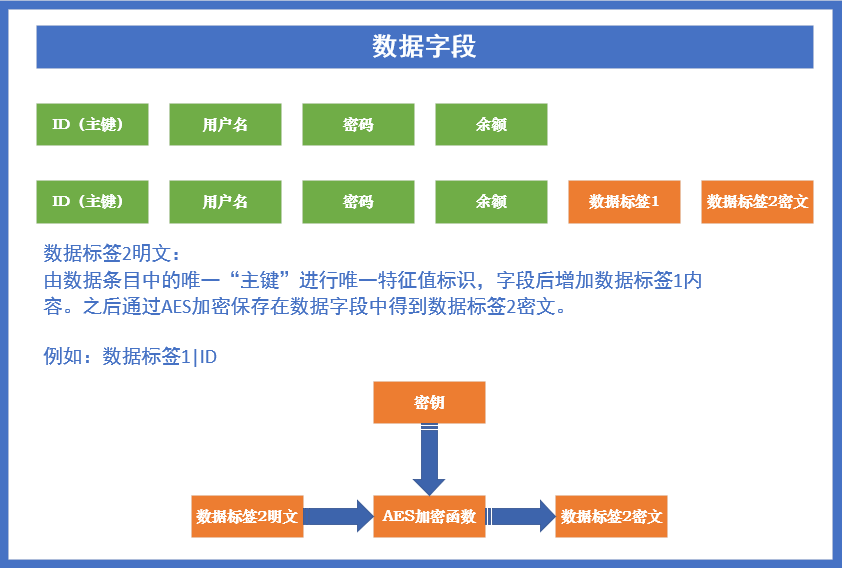 数据字段
ID（主键） 用户名 密码 余额
ID（主键） 用户名 密码 余额 数据标签1 数据标签2密文
数据标签2明文：
由数据条目中的唯一“主键”进行唯一特征值标识，字段后增加数据标签1内
容。之后通过AES加密保存在数据字段中得到数据标签2密文。
例如：数据标签1|ID
密钥
数据标签2明文 AES加密函数 数据标签2密文